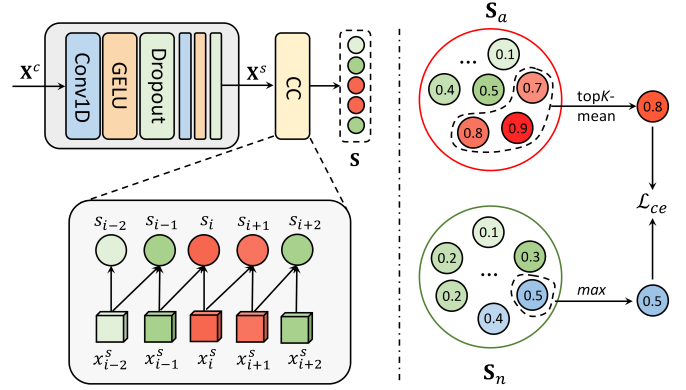 X^c
Conv1D
GELU
Dropout
X^s
CC
S
s_{i-2} s_{i-1} s_i s_{i+1} s_{i+2}
x^s_{i-2} x^s_{i-1} x^s_i x^s_{i+1} x^s_{i+2}
S_a
... 0.1
0.4 0.5 0.7
0.8 0.9
topK-
mean
0.8
ℒ_{ce}
0.1
0.2 0.3
...
0.2 0.5
0.4
max
0.5
S_n